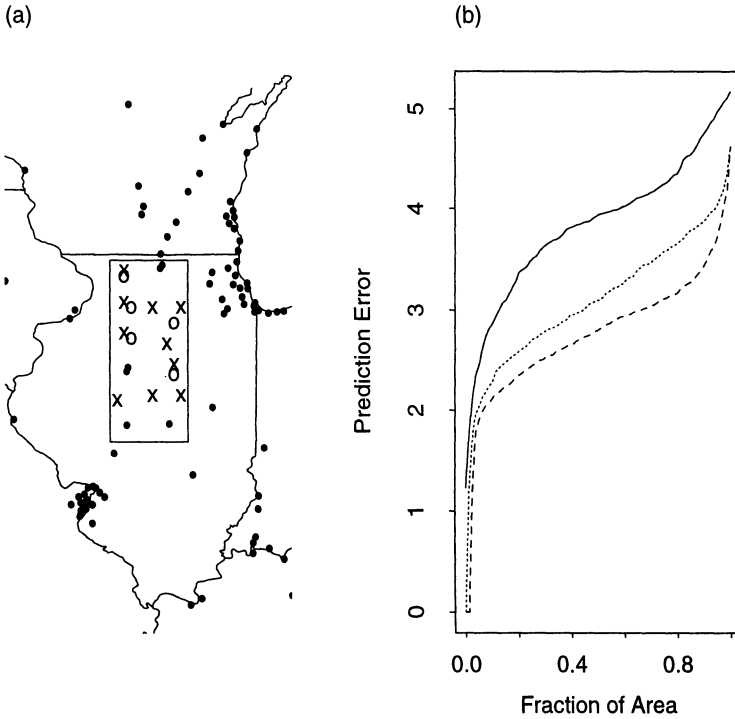 (a)
(b)
x
o
x
o
x
x
o
x
o
x
x
o
x
x
x
Prediction Error
5
4
3
2
1
0
0.0 0.4 0.8
Fraction of Area